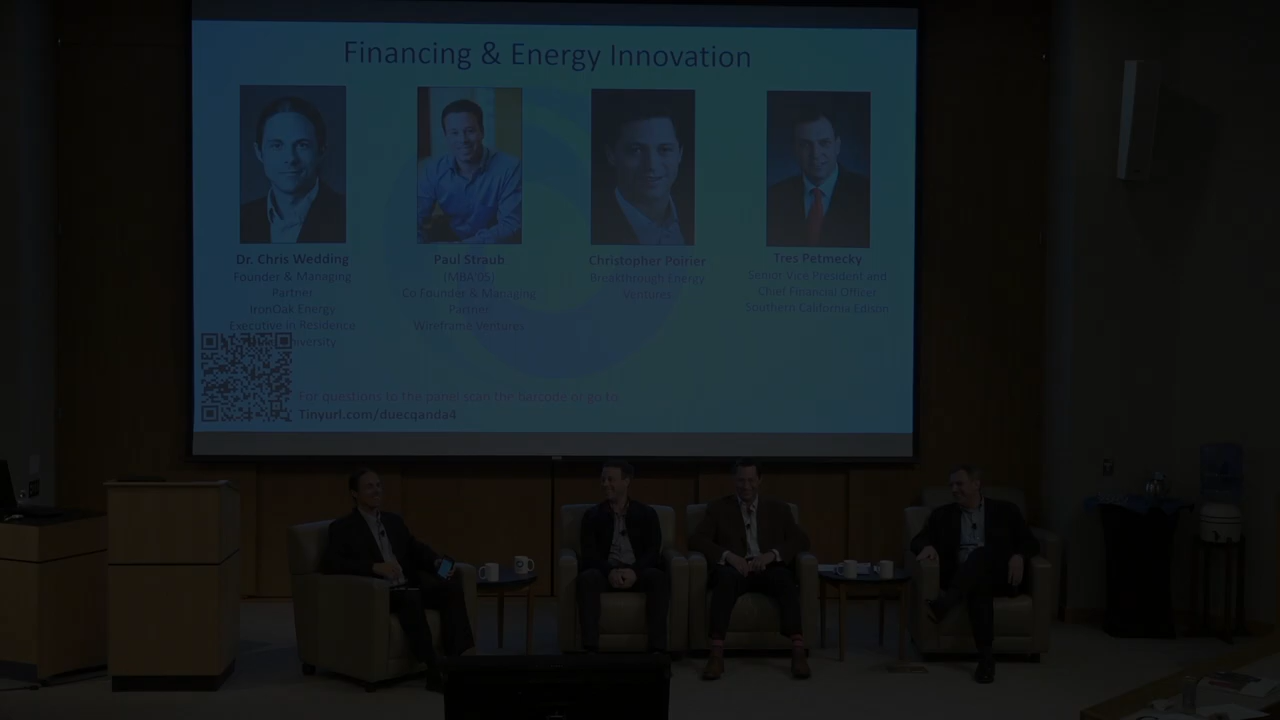 Financing & Energy Innovation
Dr. Chris Wedding
Founder & Managing
Partner
IronOak Energy
Executive in Residence
niversity
Paul Straub
(MBA'05)
Co Founder & Managing
Partner
Wireframe Ventures
Christopher Poirier
Breakthrough Energy
Ventures
Tres Petmecky
Senior Vice President and
Chief Financial Officer
Southern California Edison
For questions to the panel scan the barcode or go to
Tinyurl.com/duecqanda4